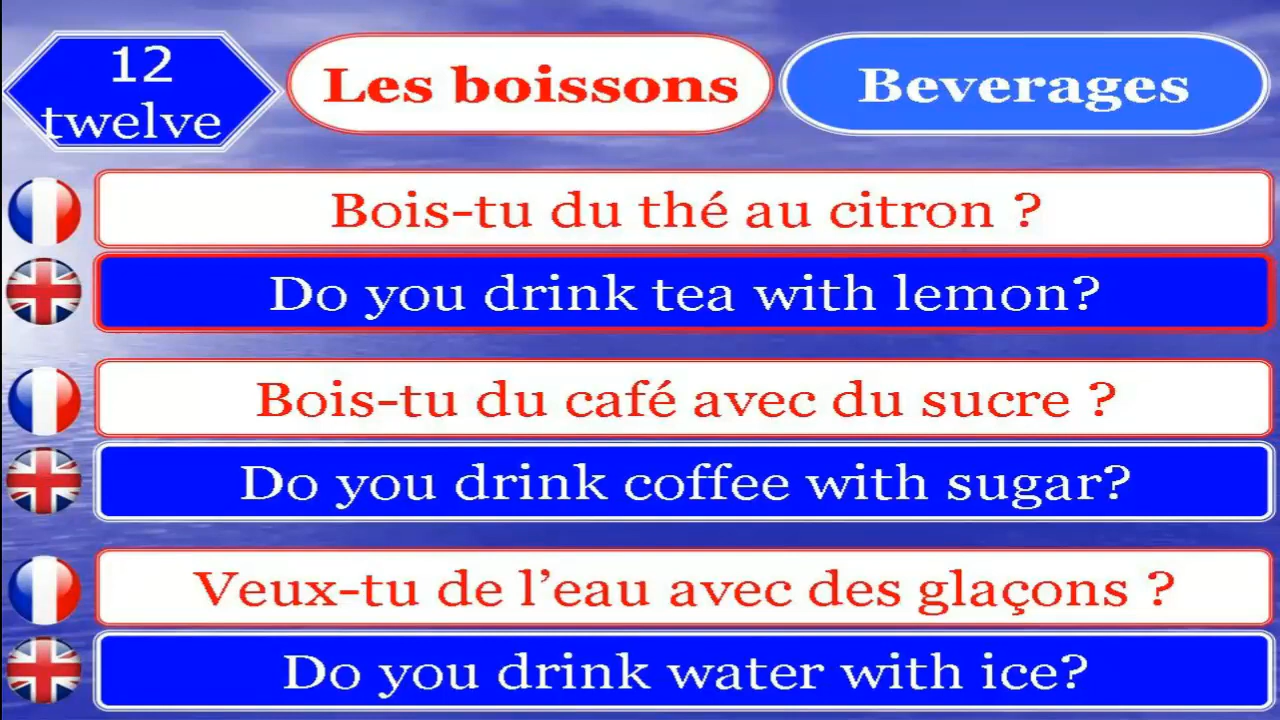 12
twelve
Les boissons
Beverages
Bois-tu du thé au citron ?
Do you drink tea with lemon?
Bois-tu du café avec du sucre ?
Do you drink coffee with sugar?
Veux-tu de l’eau avec des glaçons ?
Do you drink water with ice?